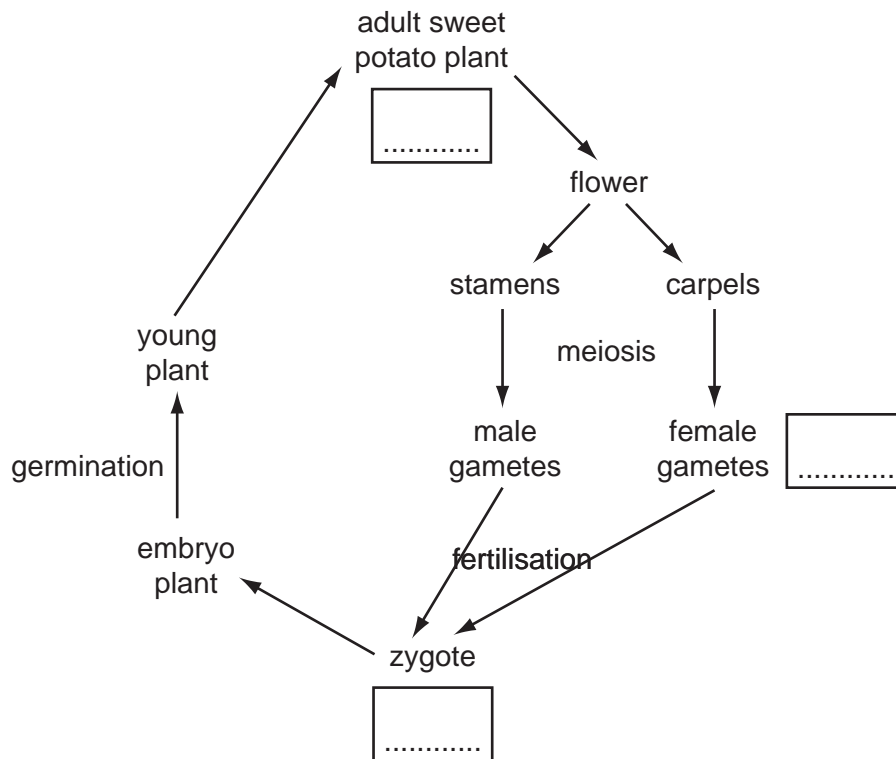 adult sweet
potato plant
............
flower
stamens
carpels
young
plant
meiosis
male
gametes
female
gametes
............
germination
embryo
plant
fertilisation
zygote
............